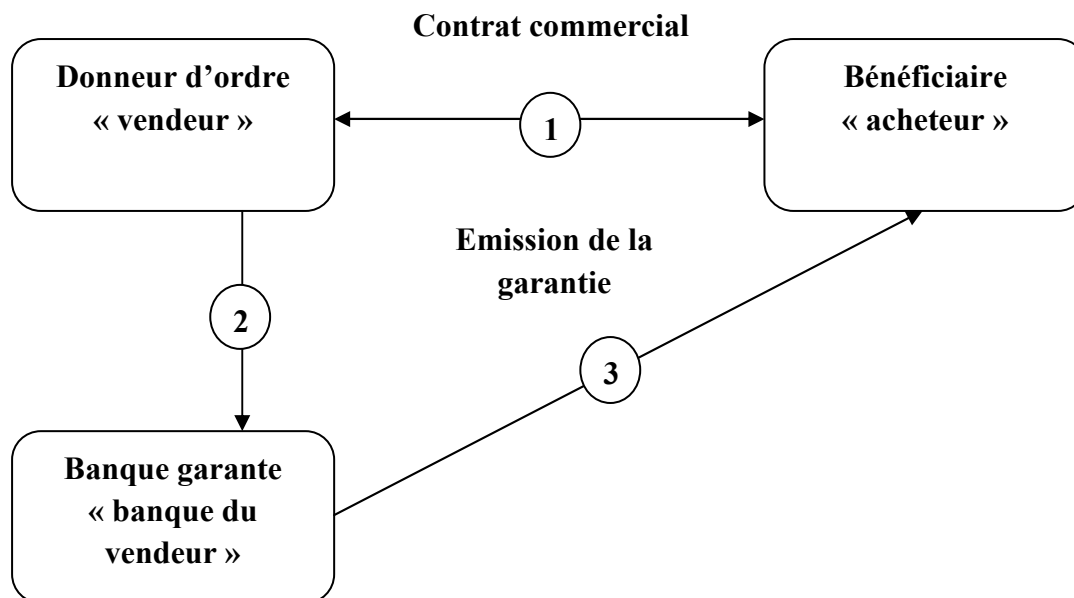 Contrat commercial
Donneur d’ordre
« vendeur »
Bénéficiaire
« acheteur »
1
Emission de la
garantie
2
3
Banque garante
« banque du
vendeur »